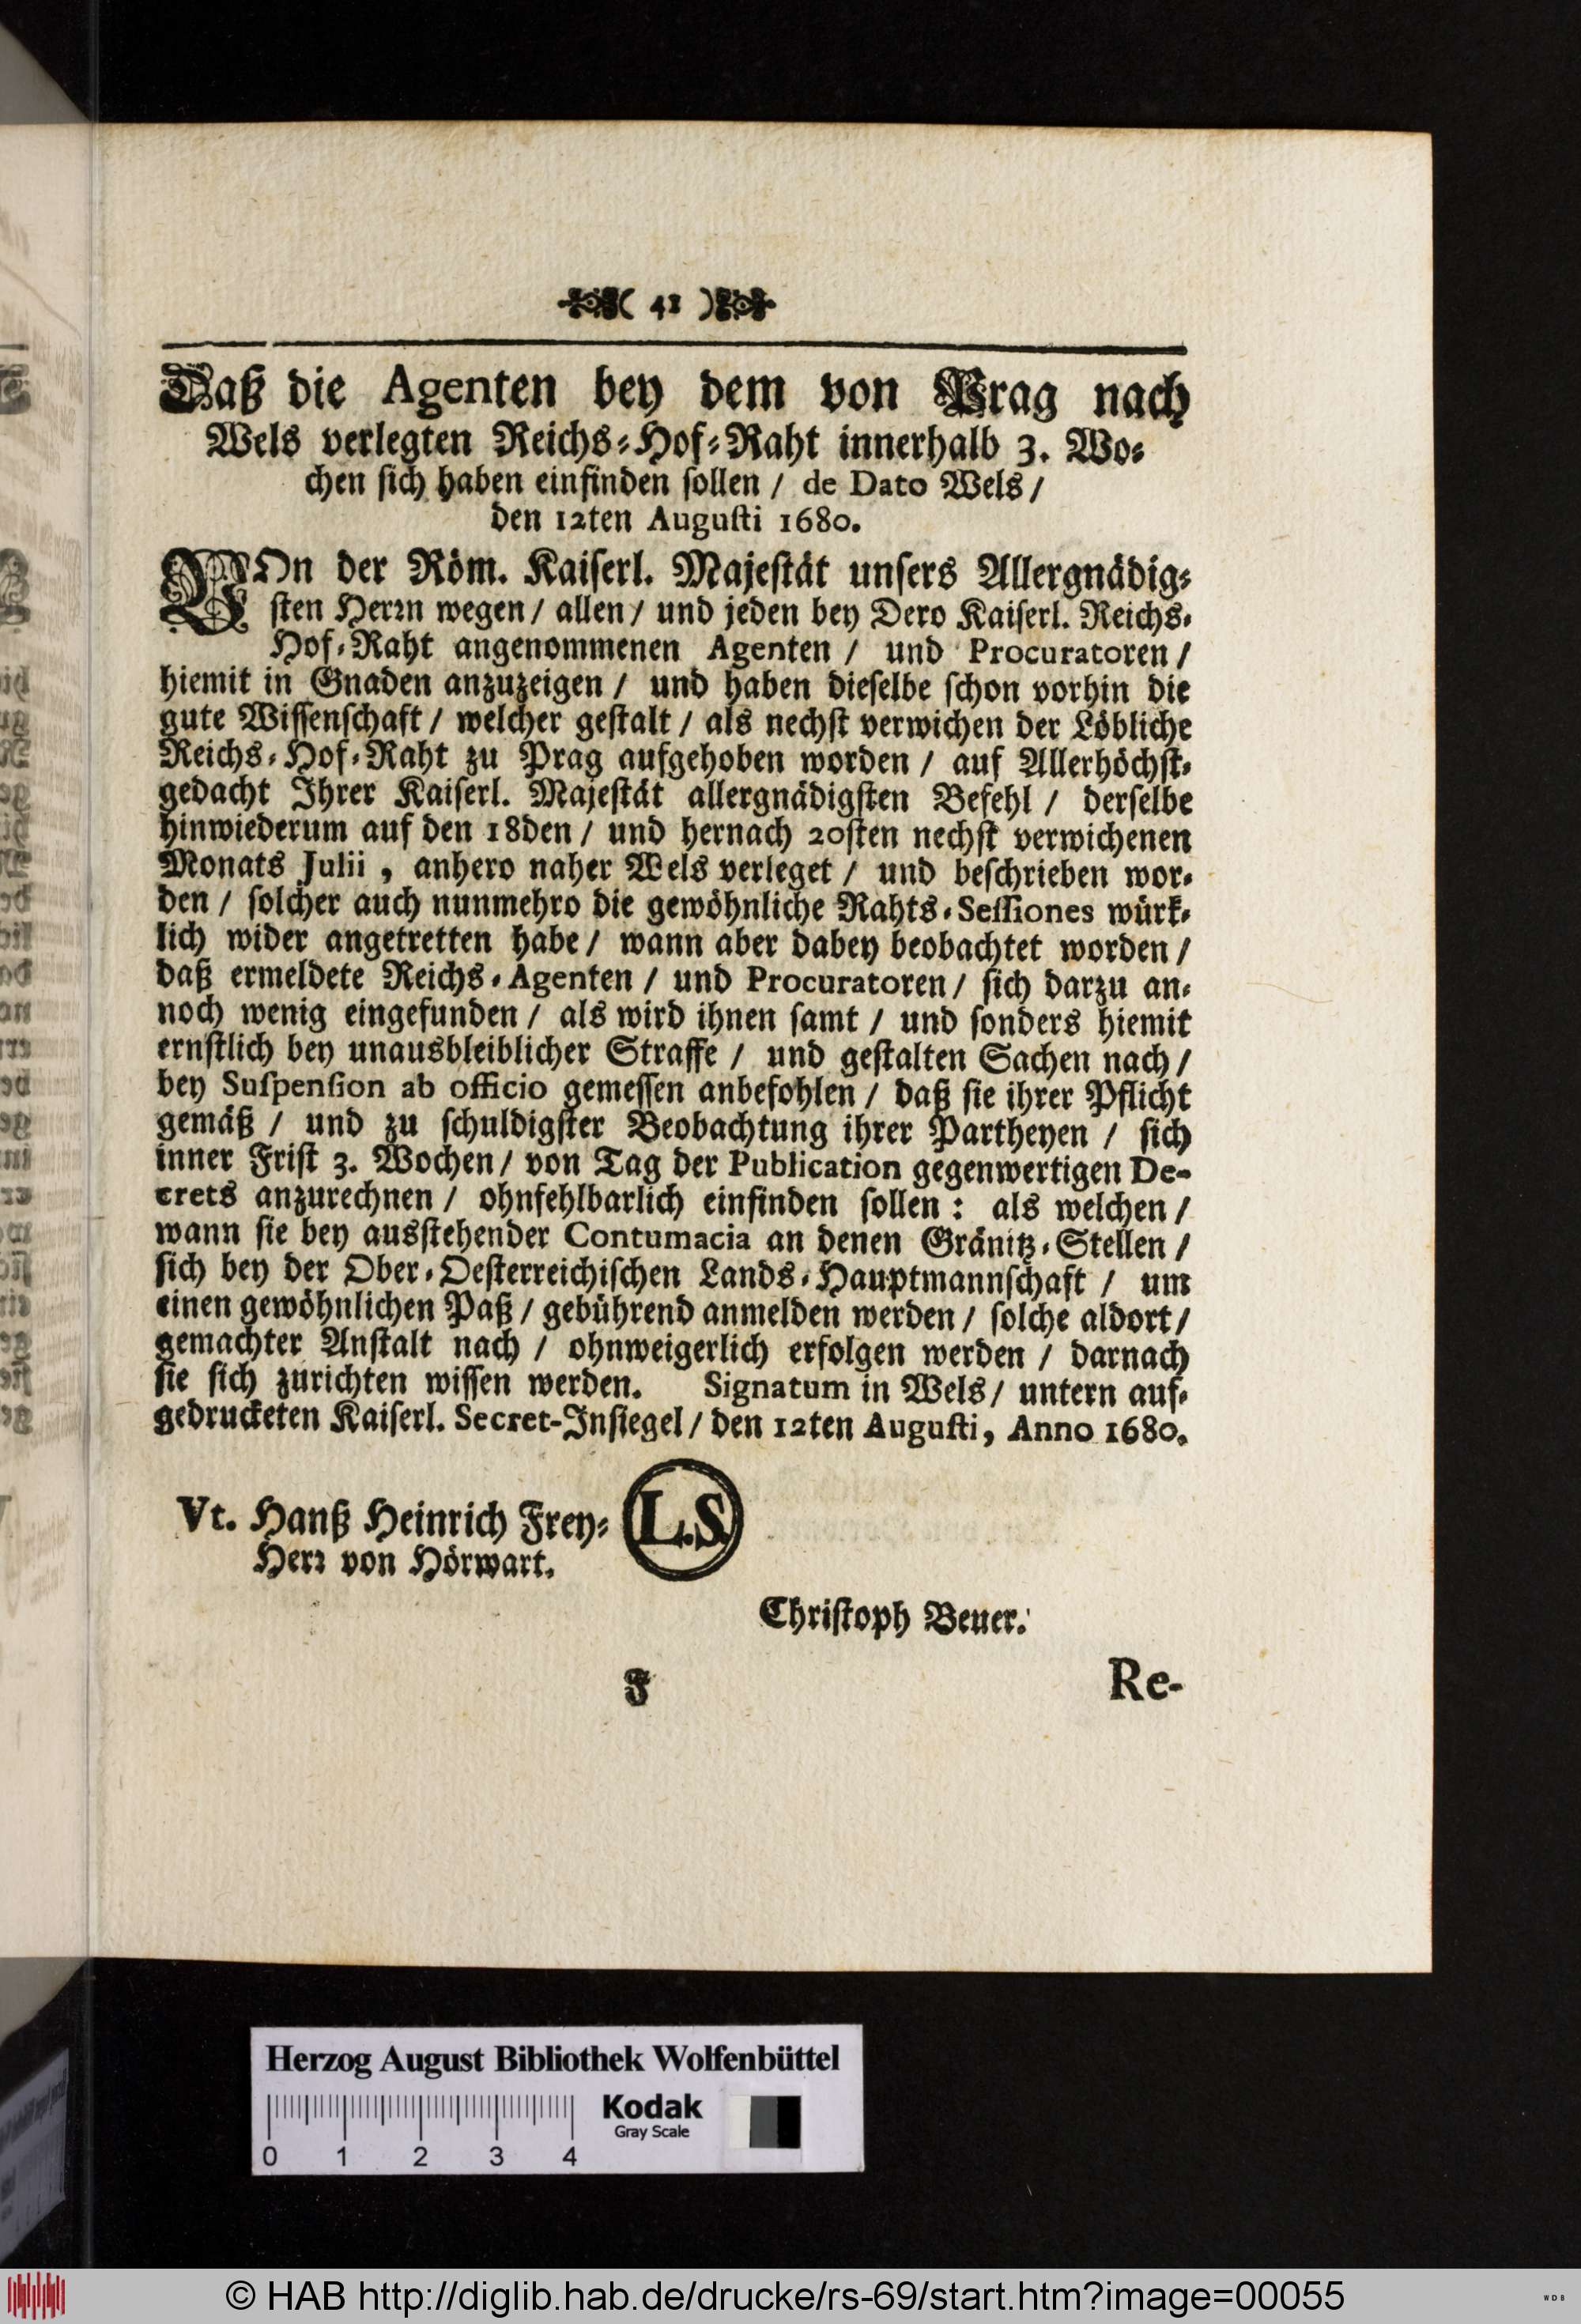 ( 41 )
Daß die Agenten bey dem von Prag nach
Wels verlegten Reichs-Hof-Raht innerhalb 3. Wo-
chen sich haben einfinden sollen / de Dato Wels /
den 12ten Augusti 1680.
VOn der Röm. Kaiserl. Majestät unsers Allergnädig-
sten Herrn wegen / allen / und jeden bey Dero Kaiserl. Reichs-
Hof-Raht angenommenen Agenten / und Procuratoren /
hiemit in Gnaden anzuzeigen / und haben dieselbe schon vorhin die
gute Wissenschaft / welcher gestalt / als nechst verwichen der Löbliche
Reichs-Hof-Raht zu Prag aufgehoben worden / auf Allerhöchst-
gedacht Ihrer Kaiserl. Majestät allergnädigsten Befehl / derselbe
hinwiederum auf den 18den / und hernach 20sten nechst verwichenen
Monats Julii , anhero naher Wels verleget / und beschrieben wor-
den / solcher auch nunmehro die gewöhnliche Rahts-Sessiones würk-
lich wider angetretten habe / wann aber dabey beobachtet worden /
daß ermeldete Reichs-Agenten / und Procuratoren / sich darzu an-
noch wenig eingefunden / als wird ihnen samt / und sonders hiemit
ernstlich bey unausbleiblicher Straffe / und gestalten Sachen nach /
bey Suspension ab officio gemessen anbefohlen / daß sie ihrer Pflicht
gemäß / und zu schuldigster Beobachtung ihrer Partheyen / sich
inner Frist 3. Wochen / von Tag der Publication gegenwertigen De-
crets anzurechnen / ohnfehlbarlich einfinden sollen : als welchen /
wann sie bey ausstehender Contumacia an denen Gränitz-Stellen /
sich bey der Ober-Oesterreichischen Lands-Hauptmannschaft / um
einen gewöhnlichen Paß / gebührend anmelden werden / solche aldort /
gemachter Anstalt nach / ohnweigerlich erfolgen werden / darnach
sie sich zurichten wissen werden. Signatum in Wels / untern auf-
gedrucketen Kaiserl. Secret-Insiegel / den 12ten Augusti, Anno 1680.
Vt. Hanß Heinrich Frey-
Herr von Hörwart.
L.S.
Christoph Beuer.
F
Re-
Herzog August Bibliothek Wolfenbüttel
Kodak
Gray Scale
0 1 2 3 4
© HAB http://diglib.hab.de/drucke/rs-69/start.htm?image=00055
WDB